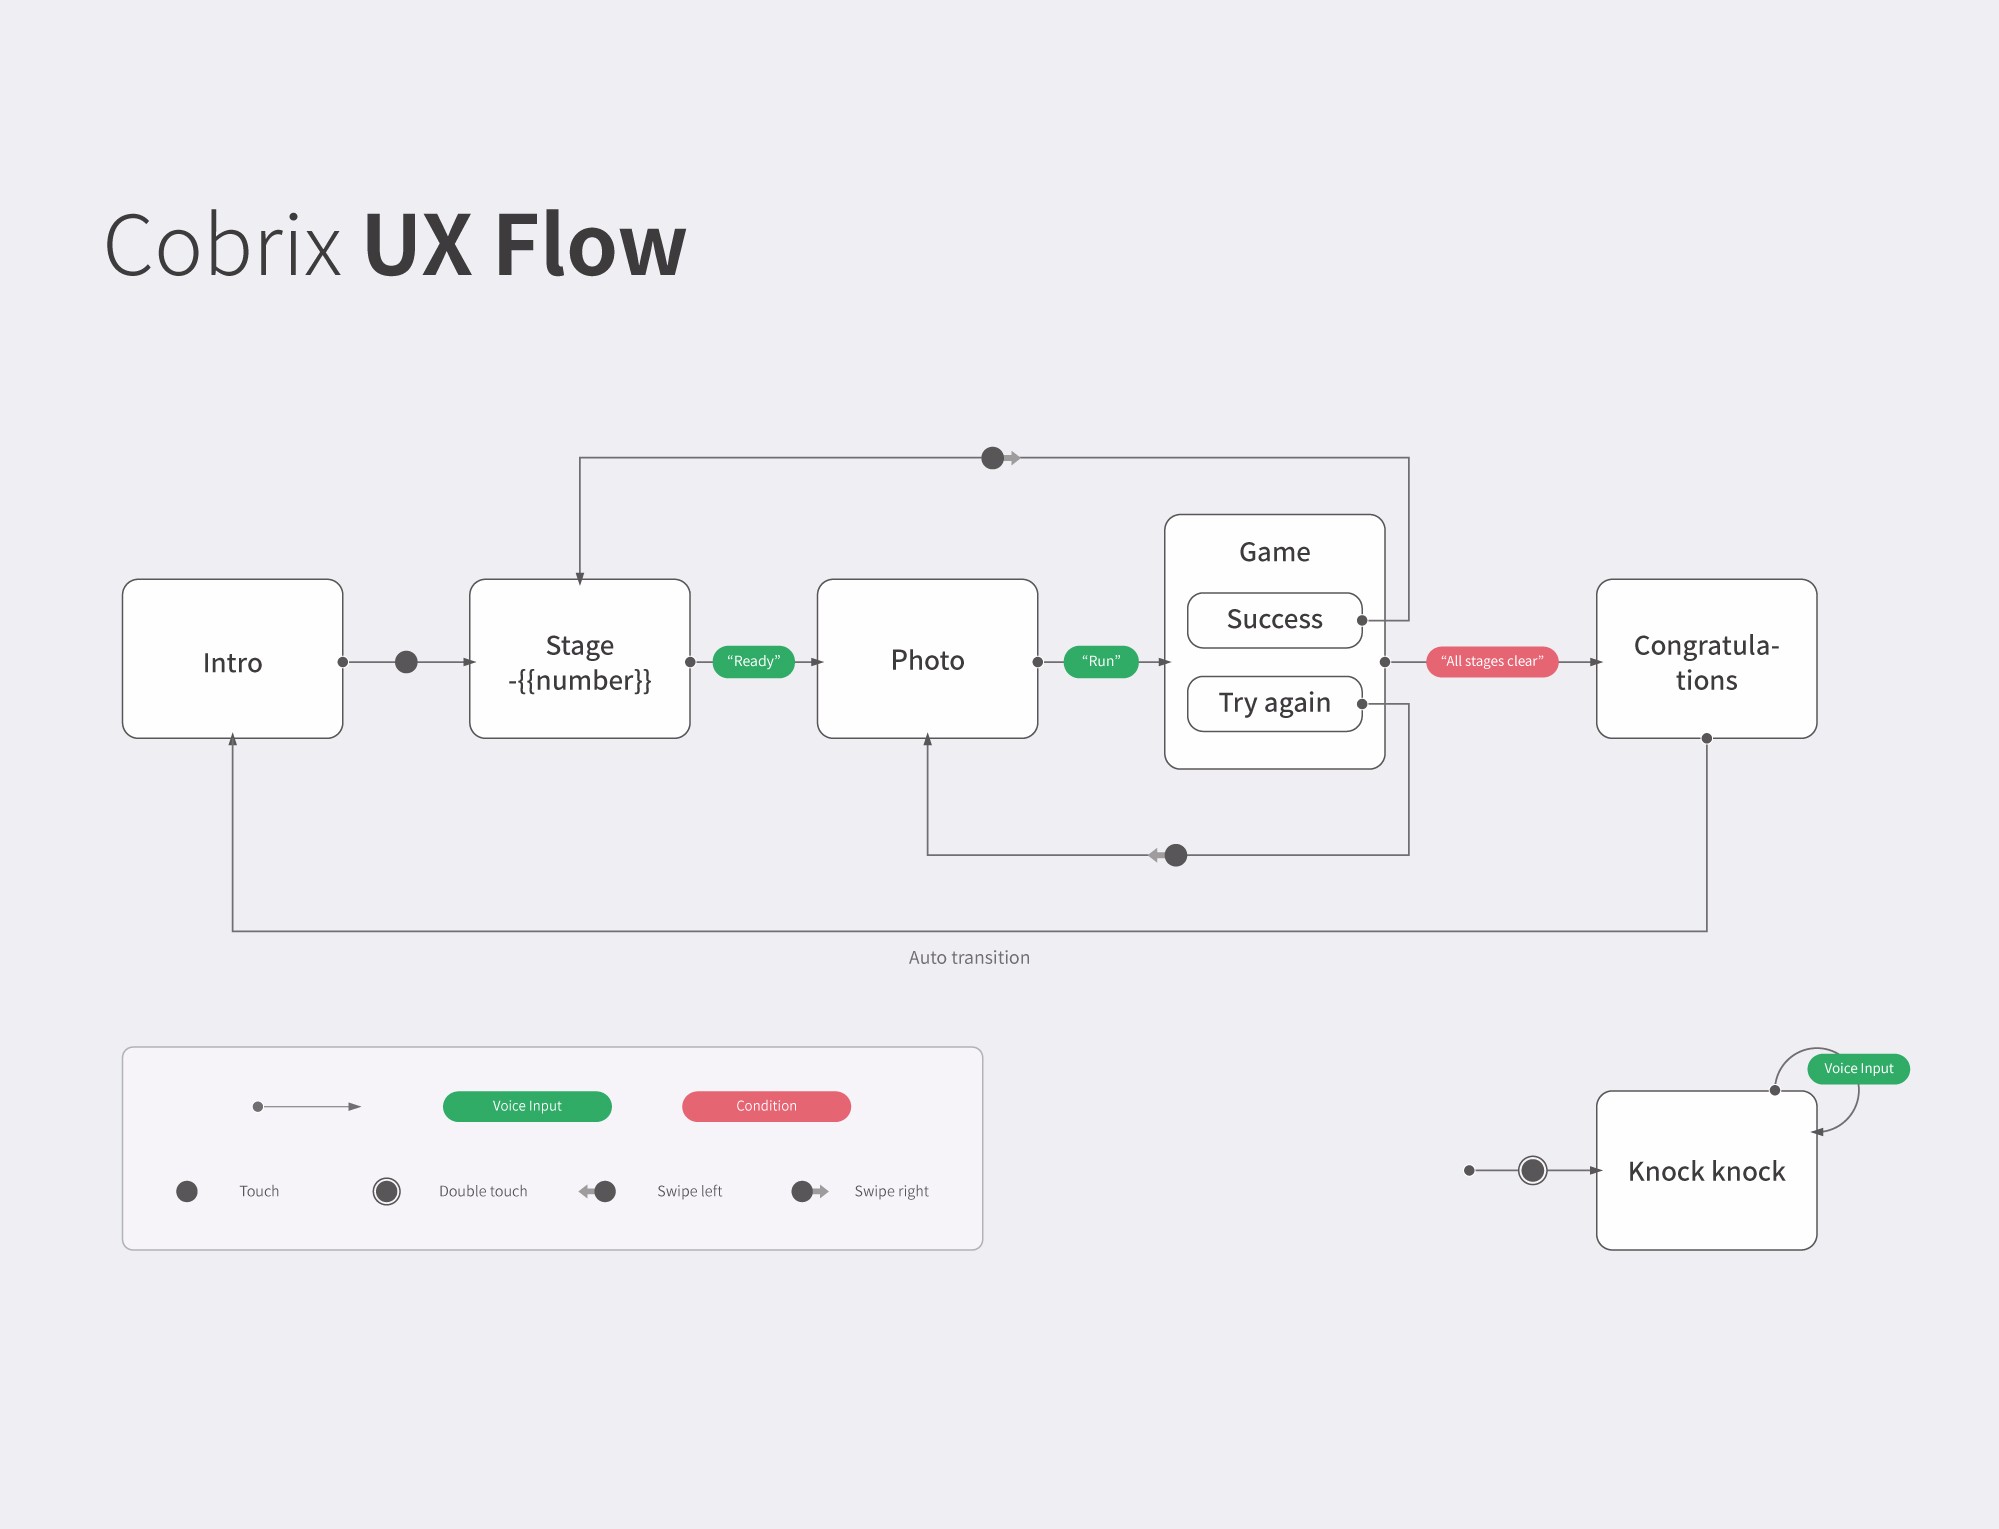 Cobrix UX Flow
Intro
Stage
-{{number}}
“Ready”
Photo
“Run”
Game
Success
Try again
“All stages clear”
Congratula-
tions
Auto transition
Voice Input
Condition
Touch
Double touch
Swipe left
Swipe right
Voice Input
Knock knock